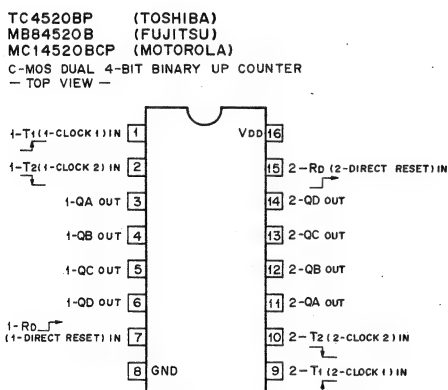 TC4520BP (TOSHIBA)
MB84520B (FUJITSU)
MC14520BCP (MOTOROLA)
C-MOS DUAL 4-BIT BINARY UP COUNTER
— TOP VIEW —
1-T1(1-CLOCK 1) IN 1
VDD 16
1-T2(1-CLOCK 2) IN 2
15 2-RD (2-DIRECT RESET) IN
1-QA OUT 3
14 2-QD OUT
1-QB OUT 4
13 2-QC OUT
1-QC OUT 5
12 2-QB OUT
1-QD OUT 6
11 2-QA OUT
1-RD
(1-DIRECT RESET) IN 7
10 2-T2 (2-CLOCK 2) IN
8 GND
9 2-T1 (2-CLOCK 1) IN